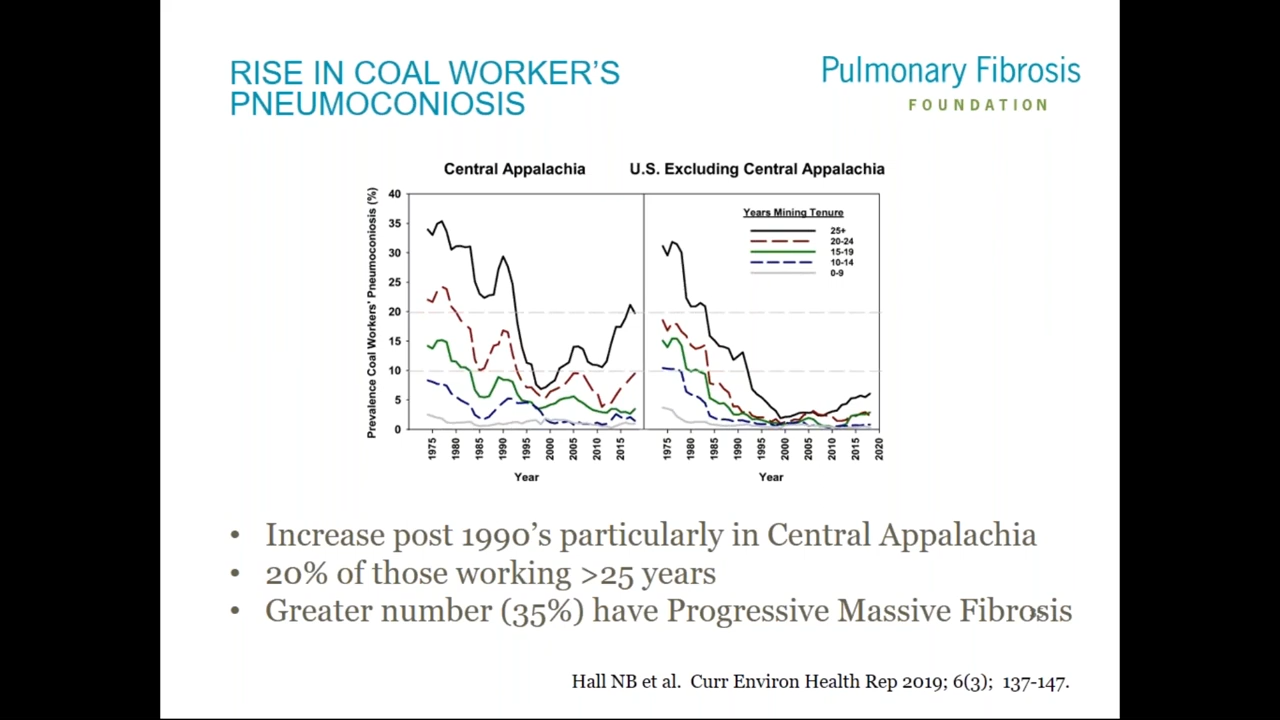 RISE IN COAL WORKER'S
PNEUMOCONIOSIS
Pulmonary Fibrosis
FOUNDATION
Central Appalachia
U.S. Excluding Central Appalachia
Prevalence Coal Workers' Pneumoconiosis (%)
40
35
30
25
20
15
10
5
0
Years Mining Tenure
25+
20-24
15-19
10-14
0-9
1975 1980 1985 1990 1995 2000 2005 2010 2015
1975 1980 1985 1990 1995 2000 2005 2010 2015 2020
Year
Year
• Increase post 1990's particularly in Central Appalachia
• 20% of those working >25 years
• Greater number (35%) have Progressive Massive Fibrosis
Hall NB et al. Curr Environ Health Rep 2019; 6(3); 137-147.